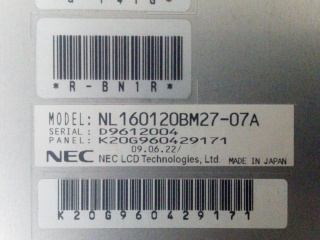 *R-BN1R*
MODEL: NL160120BM27-07A
SERIAL: D9612004
PANEL: K20G960429171
09.06.22/
NEC NEC LCD Technologies, Ltd. MADE IN JAPAN
K20G960429171